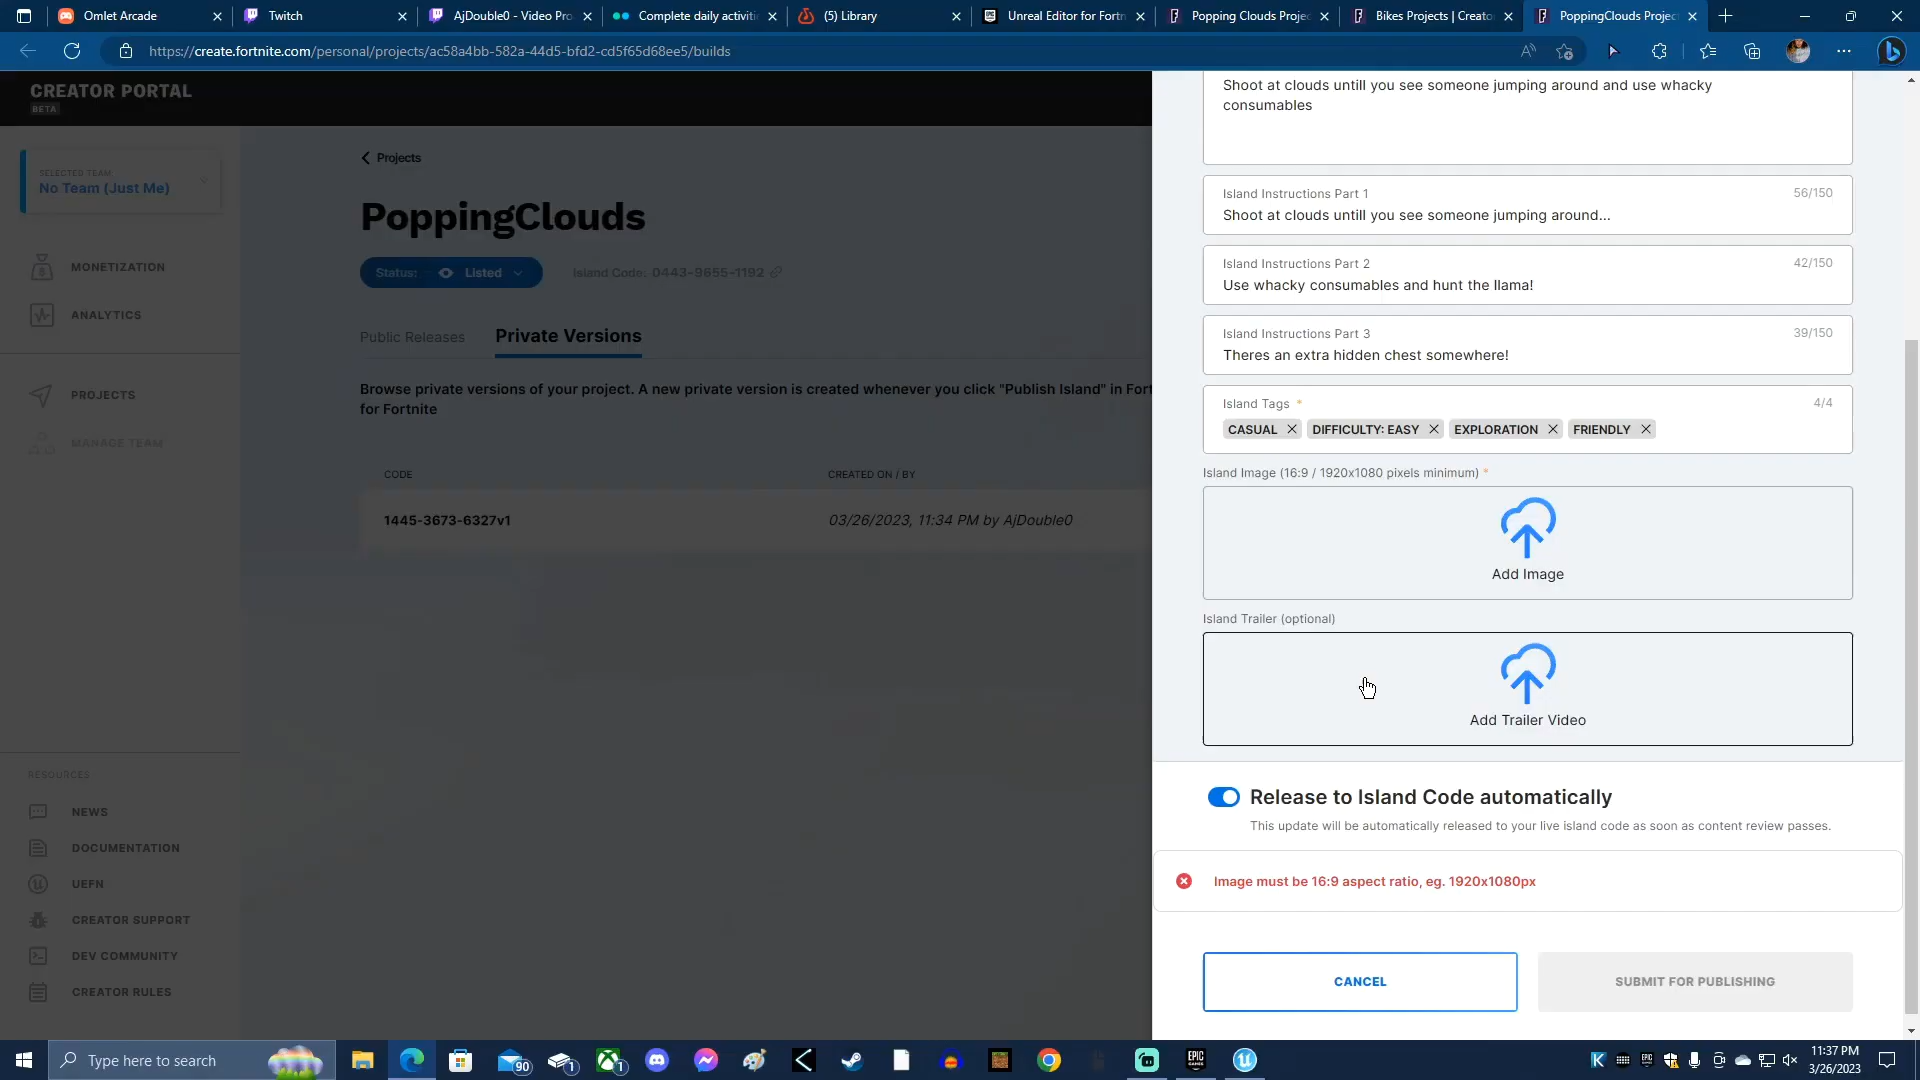 Omlet Arcade
Twitch
AjDouble0 - Video Pro
Complete daily activiti
(5) Library
Unreal Editor for Fortn
Popping Clouds Projec
Bikes Projects | Creato
PoppingClouds Projec
https://create.fortnite.com/personal/projects/ac58a4bb-582a-44d5-bfd2-cd5f65d68ee5/builds
CREATOR PORTAL
BETA
SELECTED TEAM
No Team (Just Me)
MONETIZATION
ANALYTICS
PROJECTS
MANAGE TEAM
RESOURCES
NEWS
DOCUMENTATION
UEFN
CREATOR SUPPORT
DEV COMMUNITY
CREATOR RULES
Projects
PoppingClouds
Status: Listed
Island Code: 0443-9655-1192
Public Releases
Private Versions
Browse private versions of your project. A new private version is created whenever you click "Publish Island" in Fort
for Fortnite
CODE
CREATED ON / BY
1445-3673-6327v1
03/26/2023, 11:34 PM by AjDouble0
Shoot at clouds untill you see someone jumping around and use whacky
consumables
Island Instructions Part 1
56/150
Shoot at clouds untill you see someone jumping around...
Island Instructions Part 2
42/150
Use whacky consumables and hunt the llama!
Island Instructions Part 3
39/150
Theres an extra hidden chest somewhere!
Island Tags *
4/4
CASUAL
DIFFICULTY: EASY
EXPLORATION
FRIENDLY
Island Image (16:9 / 1920x1080 pixels minimum) *
Add Image
Island Trailer (optional)
Add Trailer Video
Release to Island Code automatically
This update will be automatically released to your live island code as soon as content review passes.
Image must be 16:9 aspect ratio, eg. 1920x1080px
CANCEL
SUBMIT FOR PUBLISHING
Type here to search
90
1
1
11:37 PM
3/26/2023